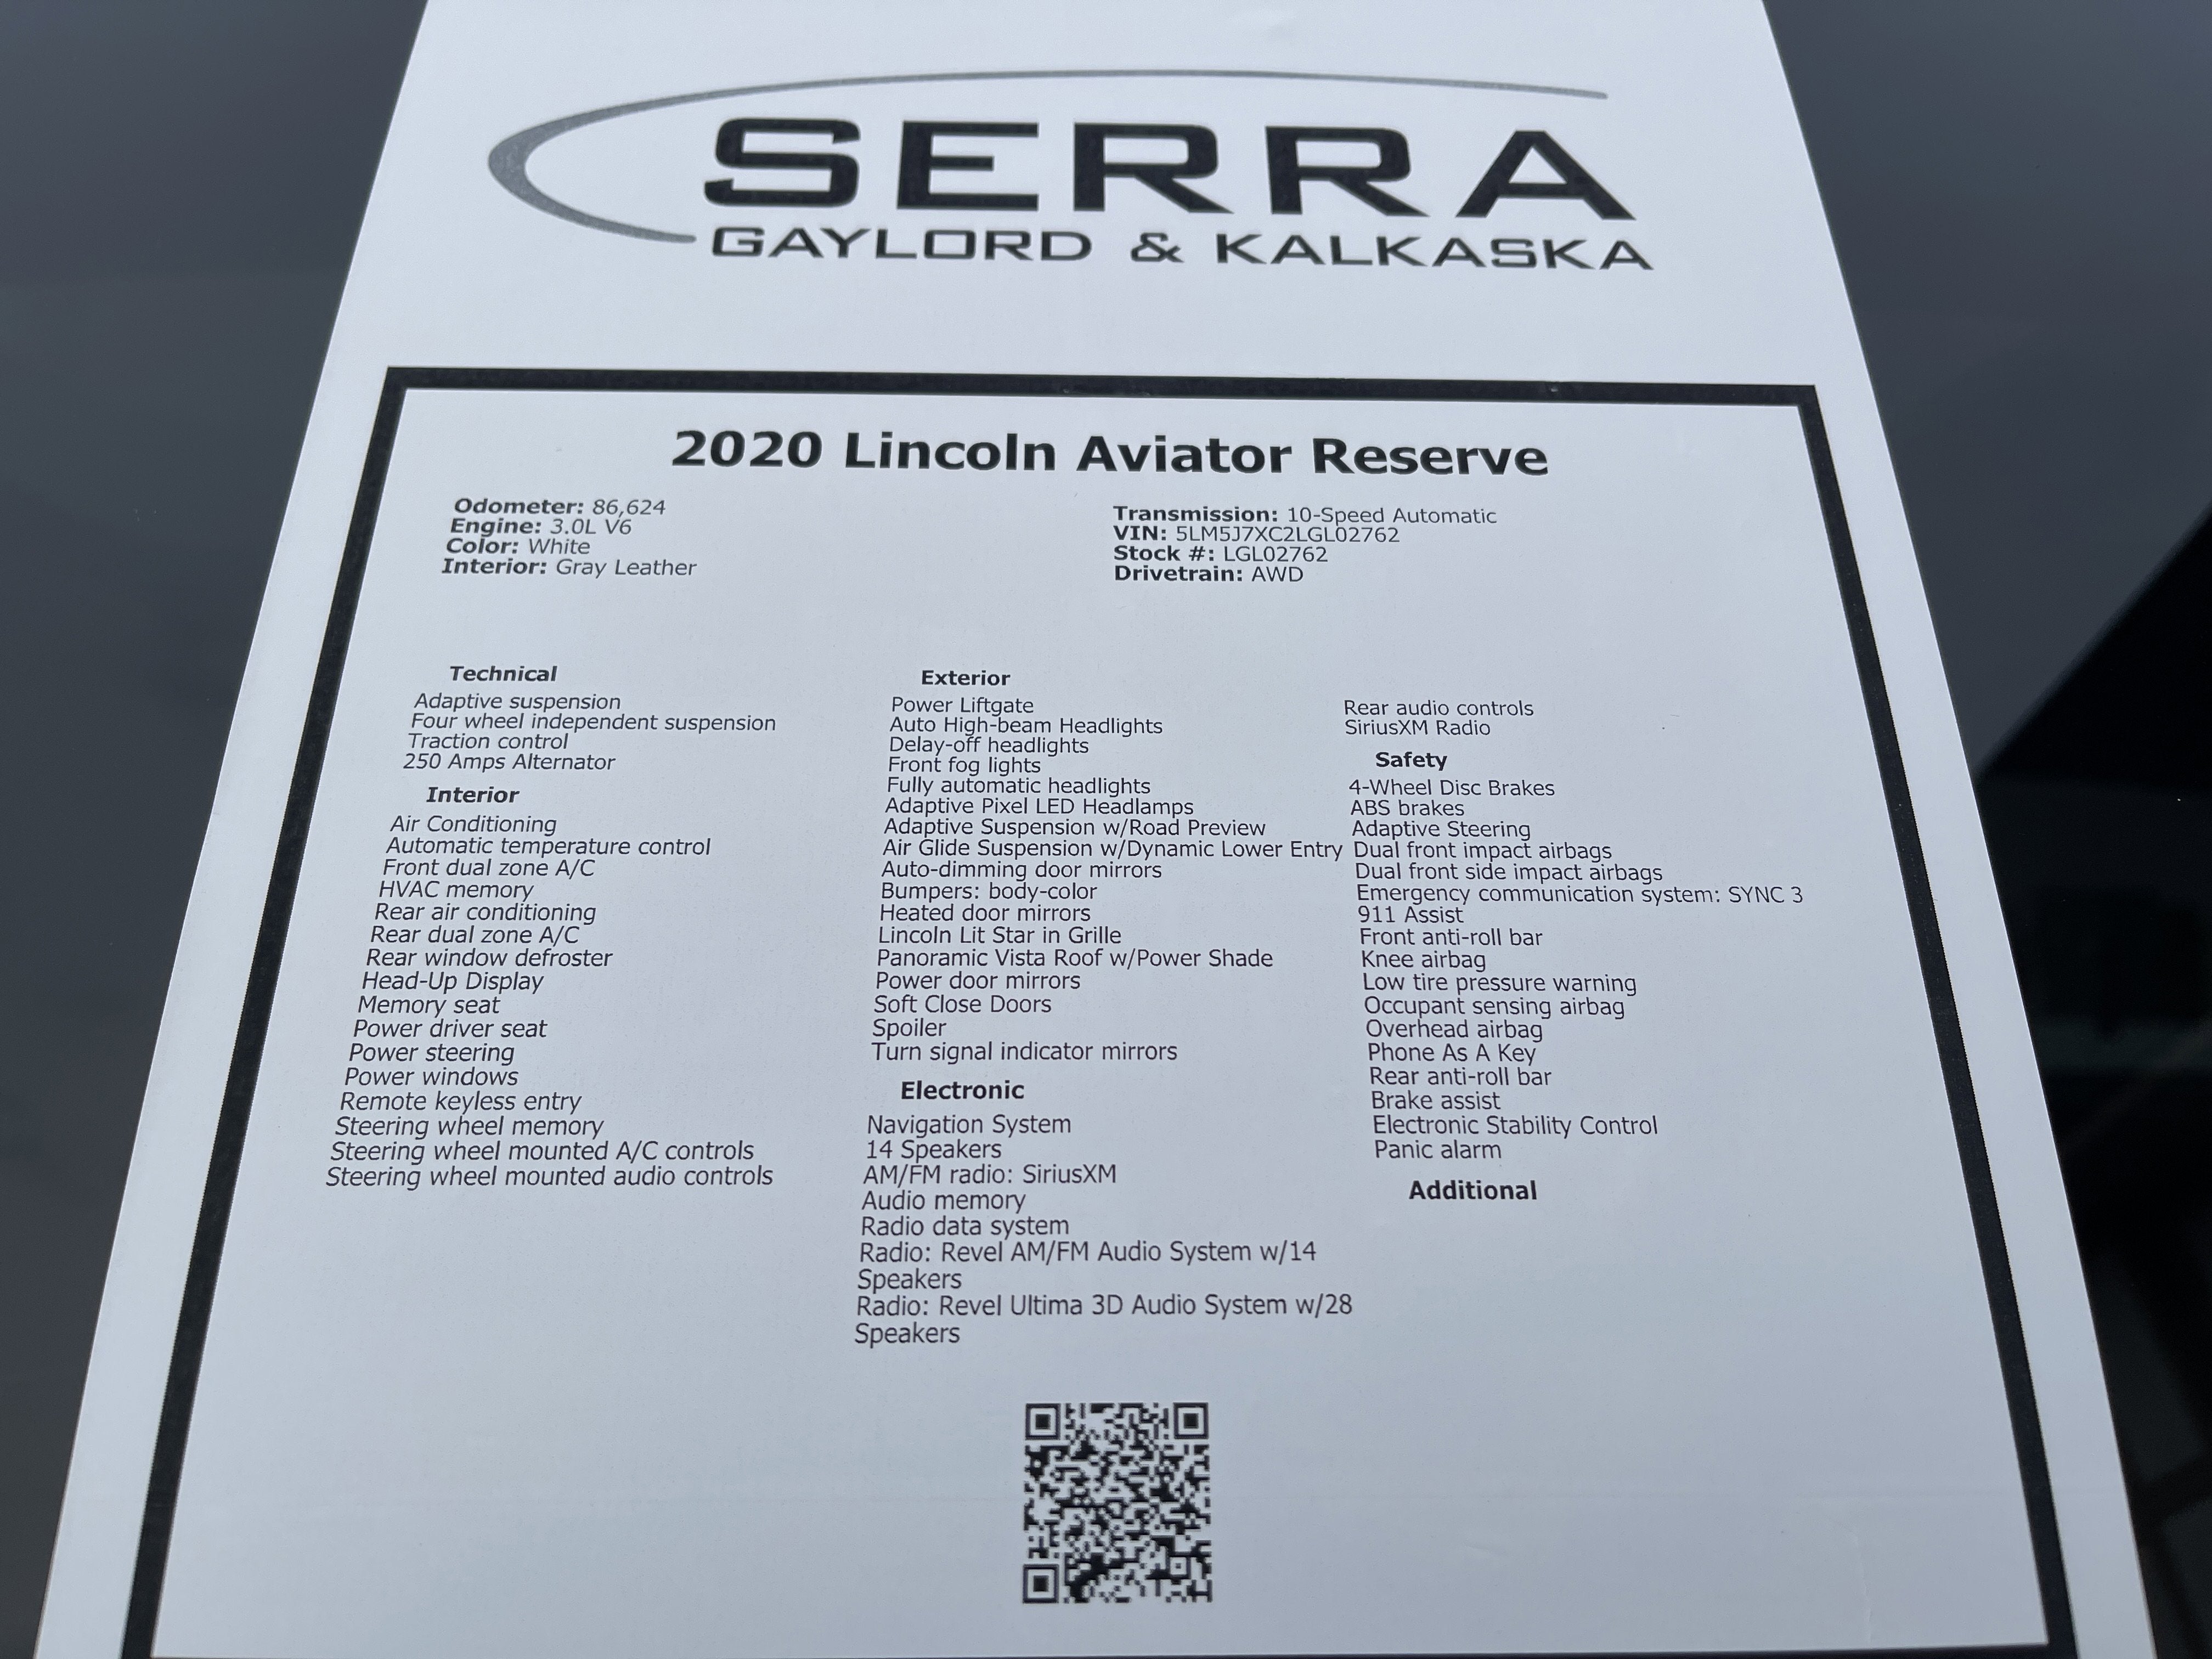 SERRA
GAYLORD & KALKASKA
2020 Lincoln Aviator Reserve
Odometer: 86,624
Engine: 3.0L V6
Color: White
Interior: Gray Leather
Transmission: 10-Speed Automatic
VIN: 5LM5J7XC2LGL02762
Stock #: LGL02762
Drivetrain: AWD
Technical
Adaptive suspension
Four wheel independent suspension
Traction control
250 Amps Alternator
Interior
Air Conditioning
Automatic temperature control
Front dual zone A/C
HVAC memory
Rear air conditioning
Rear dual zone A/C
Rear window defroster
Head-Up Display
Memory seat
Power driver seat
Power steering
Power windows
Remote keyless entry
Steering wheel memory
Steering wheel mounted A/C controls
Steering wheel mounted audio controls
Exterior
Power Liftgate
Auto High-beam Headlights
Delay-off headlights
Front fog lights
Fully automatic headlights
Adaptive Pixel LED Headlamps
Adaptive Suspension w/Road Preview
Air Glide Suspension w/Dynamic Lower Entry
Auto-dimming door mirrors
Bumpers: body-color
Heated door mirrors
Lincoln Lit Star in Grille
Panoramic Vista Roof w/Power Shade
Power door mirrors
Soft Close Doors
Spoiler
Turn signal indicator mirrors
Electronic
Navigation System
14 Speakers
AM/FM radio: SiriusXM
Audio memory
Radio data system
Radio: Revel AM/FM Audio System w/14
Speakers
Radio: Revel Ultima 3D Audio System w/28
Speakers
Rear audio controls
SiriusXM Radio
Safety
4-Wheel Disc Brakes
ABS brakes
Adaptive Steering
Dual front impact airbags
Dual front side impact airbags
Emergency communication system: SYNC 3
911 Assist
Front anti-roll bar
Knee airbag
Low tire pressure warning
Occupant sensing airbag
Overhead airbag
Phone As A Key
Rear anti-roll bar
Brake assist
Electronic Stability Control
Panic alarm
Additional